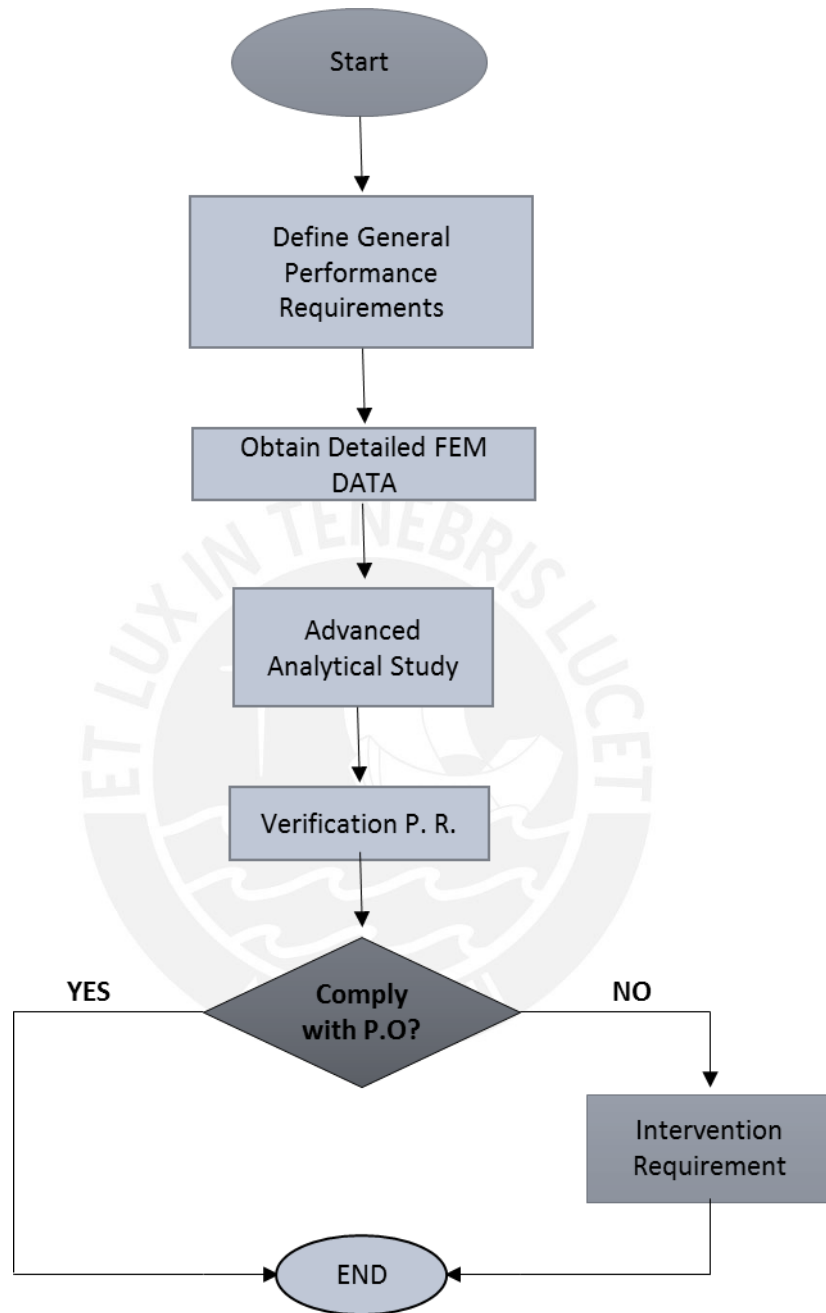 Start
Define General
Performance
Requirements
Obtain Detailed FEM
DATA
ET LUX IN TENEBRIS LUCET
Advanced
Analytical Study
Verification P. R.
YES
Comply
with P.O?
NO
Intervention
Requirement
END